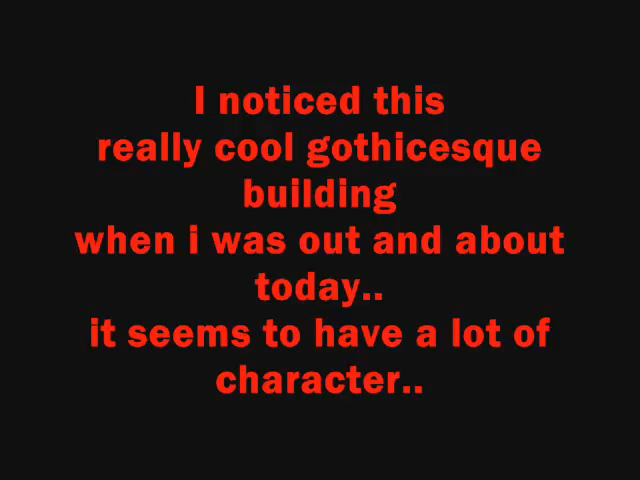 I noticed this
really cool gothicesque
building
when i was out and about
today..
it seems to have a lot of
character..